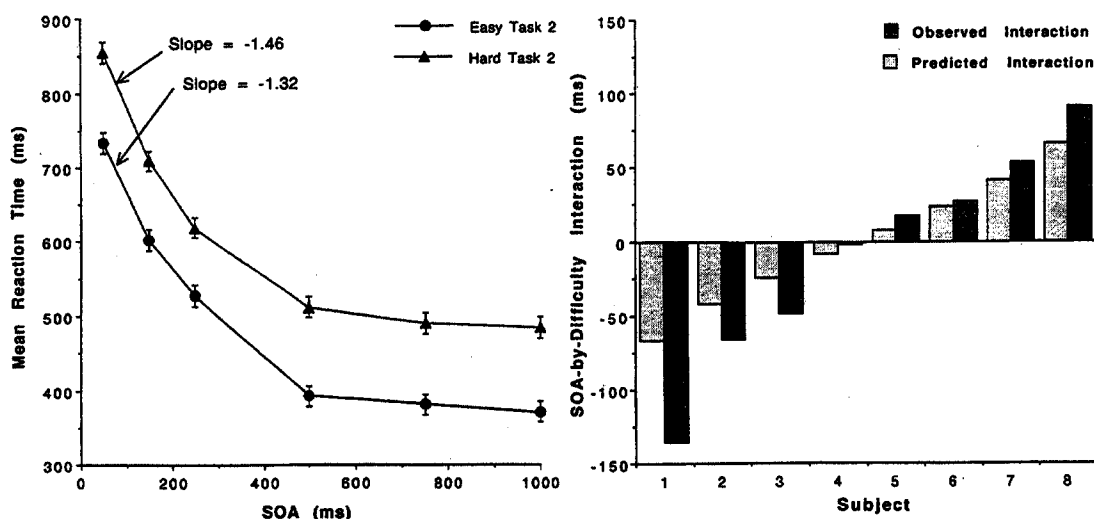 900
800
700
600
500
400
300
Mean Reaction Time (ms)
Slope = -1.46
Slope = -1.32
Easy Task 2
Hard Task 2
0
200
400
600
800
1000
SOA (ms)
Observed Interaction
Predicted Interaction
150
100
50
0
-50
-100
-150
SOA-by-Difficulty Interaction (ms)
1
2
3
4
5
6
7
8
Subject